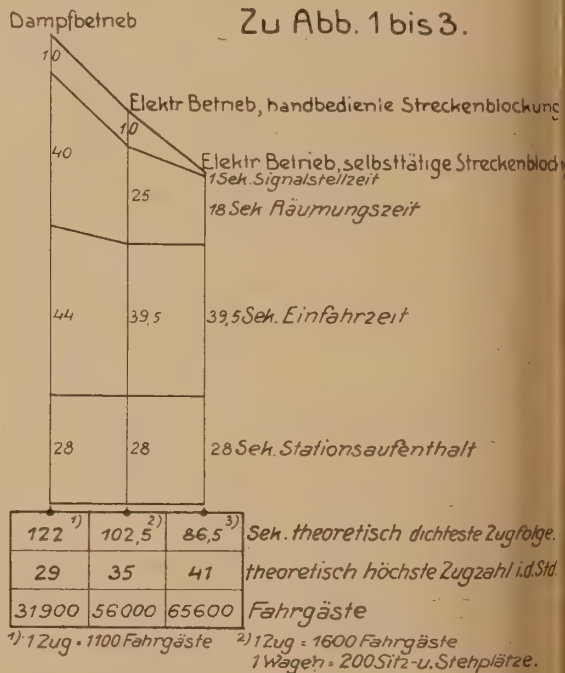 Dampfbetrieb
Zu Abb. 1 bis 3.
10
Elektr Betrieb, handbedienie Streckenblockung
10
40
Elektr Betrieb, selbsttätige Streckenblock
1 Sek. Signalstellzeit
25
18 Sek Räumungszeit
44
39,5
39,5 Sek. Einfahrzeit
28
28
28 Sek. Stationsaufenthalt
122 1) 102,5 2) 86,5 3) Sek. theoretisch dichteste Zugfolge.
29 35 41 theoretisch höchste Zugzahl i.d.Std.
31900 56000 65600 Fahrgäste
1) 1 Zug = 1100 Fahrgäste 2) 1 Zug = 1600 Fahrgäste
1 Wagen = 200 Sitz- u. Stehplätze.